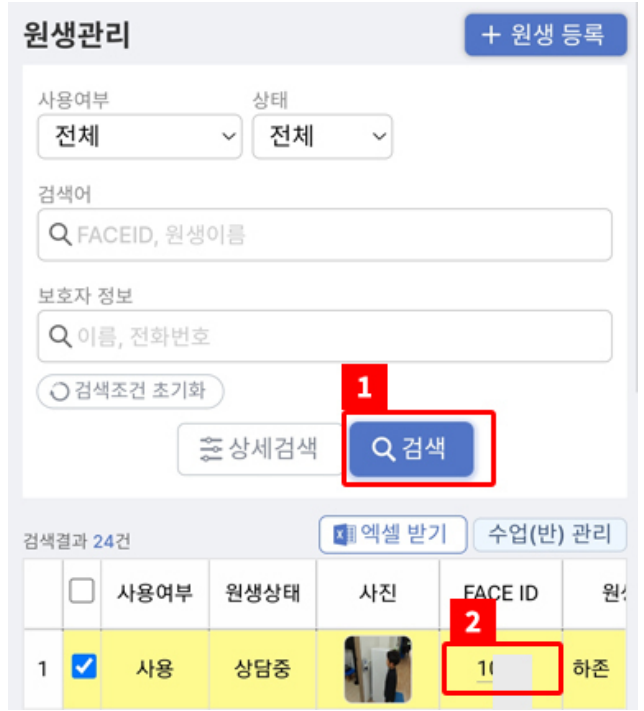 원생관리
+ 원생 등록
사용여부 상태
전체 전체
검색어
FACEID, 원생이름
보호자 정보
이름, 전화번호
검색조건 초기화
1
상세검색 검색
검색결과 24건 엑셀 받기 수업(반) 관리
사용여부 원생상태 사진 FACE ID
2
1 사용 상담중 하존